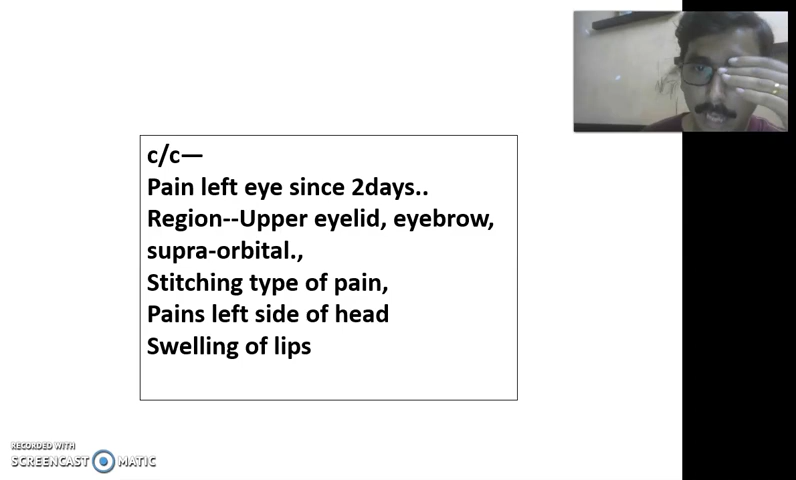 c/c—
Pain left eye since 2days..
Region--Upper eyelid, eyebrow,
supra-orbital.,
Stitching type of pain,
Pains left side of head
Swelling of lips
RECORDED WITH
SCREENCAST MATIC